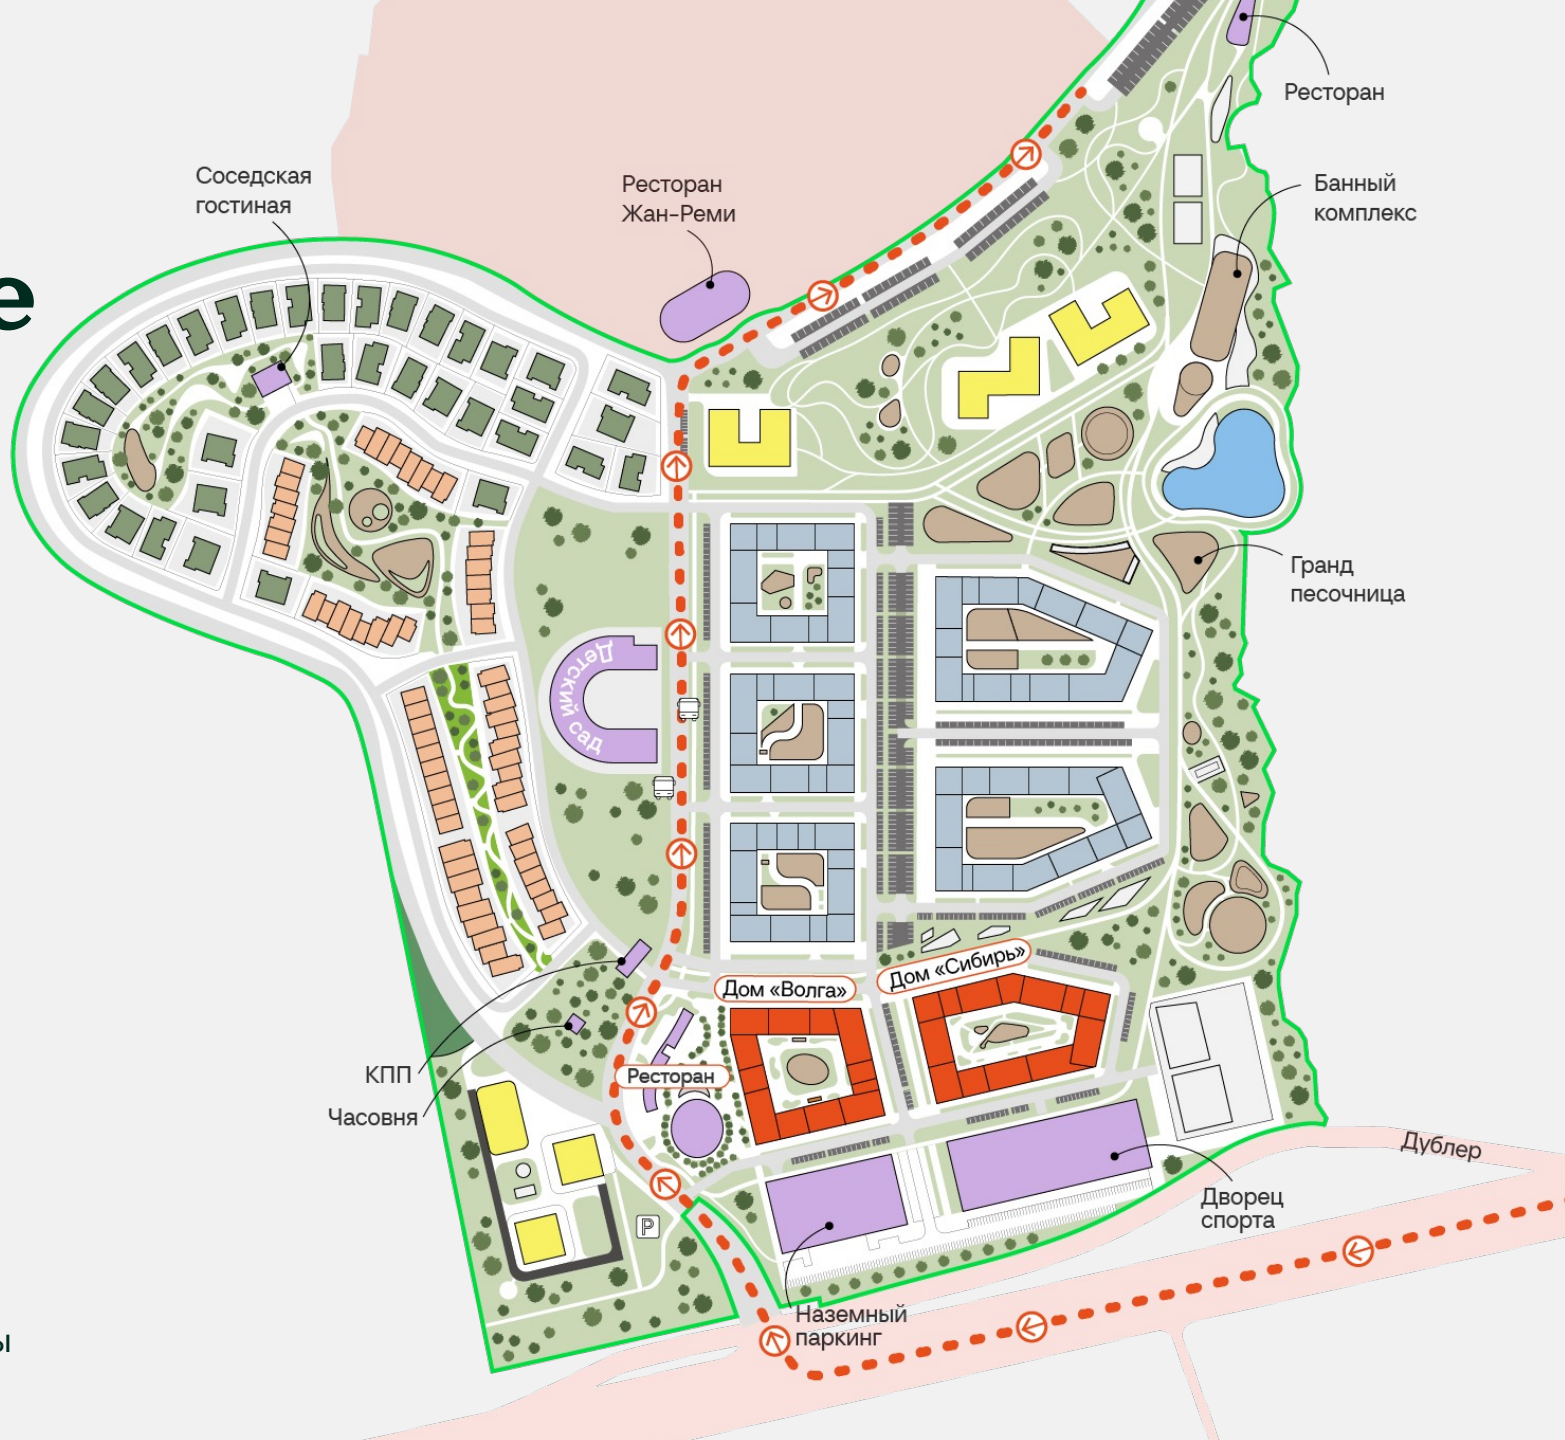 Ресторан
Соседская
гостиная
Ресторан
Жан-Реми
Банный
комплекс
е
Гранд
песочница
Детский сад
Дом «Волга»
Дом «Сибирь»
КПП
Ресторан
Часовня
Дублер
Дворец
спорта
P
Наземный
паркинг
ы